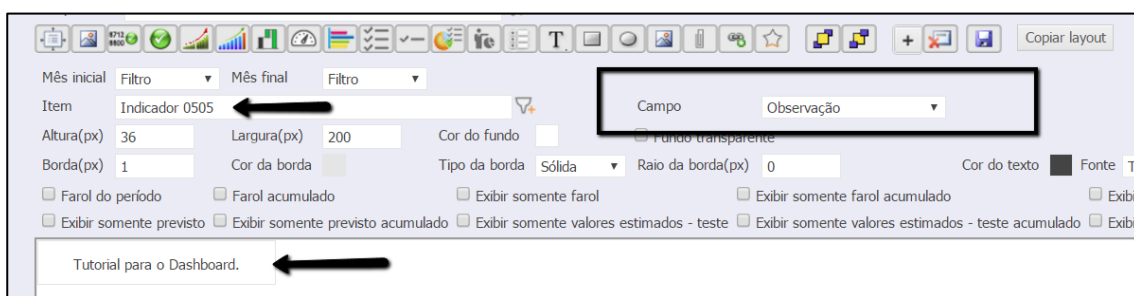 Copiar layout
Mês inicial Filtro Mês final Filtro
Item Indicador 0505 Campo Observação
Altura(px) 36 Largura(px) 200 Cor do fundo Fundo transparente
Borda(px) 1 Cor da borda Tipo da borda Sólida Raio da borda(px) 0 Cor do texto Fonte T
Farol do período Farol acumulado Exibir somente farol Exibir somente farol acumulado Exibi
Exibir somente previsto Exibir somente previsto acumulado Exibir somente valores estimados - teste Exibir somente valores estimados - teste acumulado Exibi
Tutorial para o Dashboard.